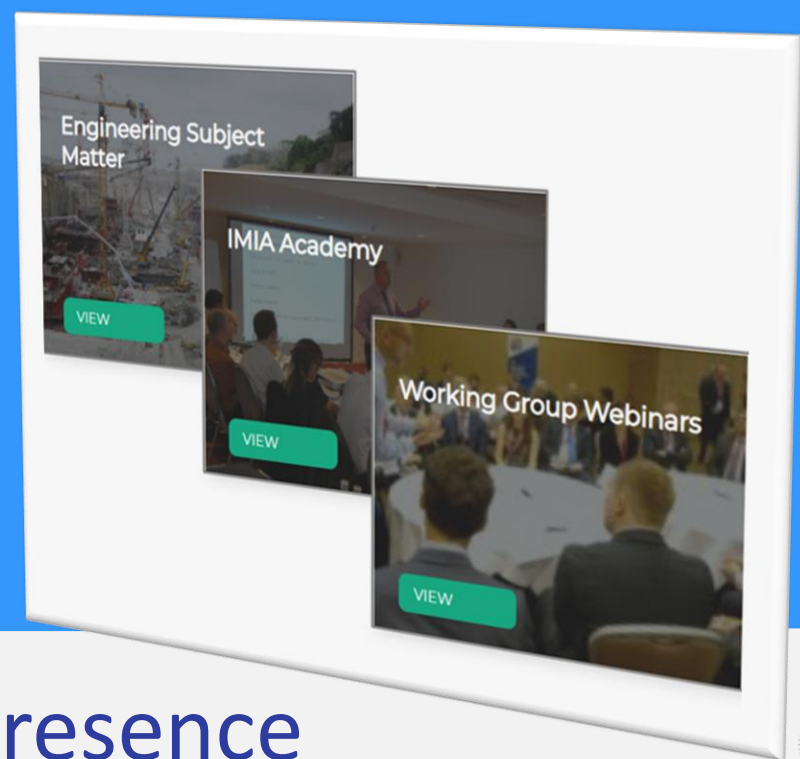 Engineering Subject
Matter
VIEW
IMIA Academy
VIEW
Working Group Webinars
VIEW
resence